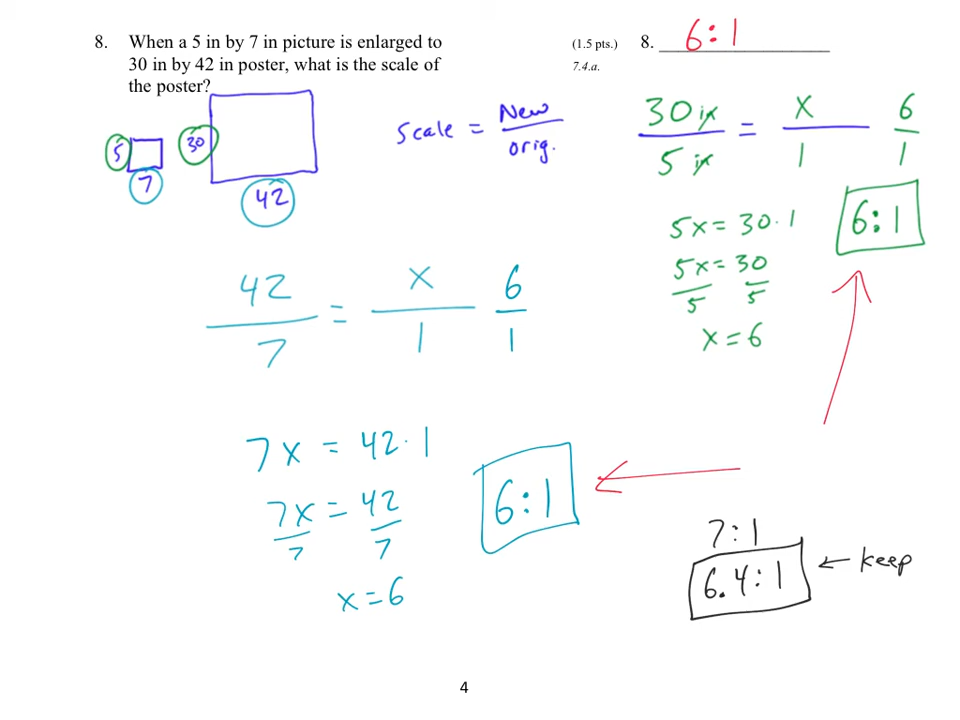 8. When a 5 in by 7 in picture is enlarged to
30 in by 42 in poster, what is the scale of
the poster?
(1.5 pts.) 8. 6:1
7.4.a.
5
7
30
42
Scale = New/orig.
30 in/5 in = x/1 6/1
5x = 30·1
5x/5 = 30/5
x = 6
6:1
42/7 = x/1 6/1
7x = 42·1
7x/7 = 42/7
x = 6
6:1
7:1
6.4:1 ← keep
4